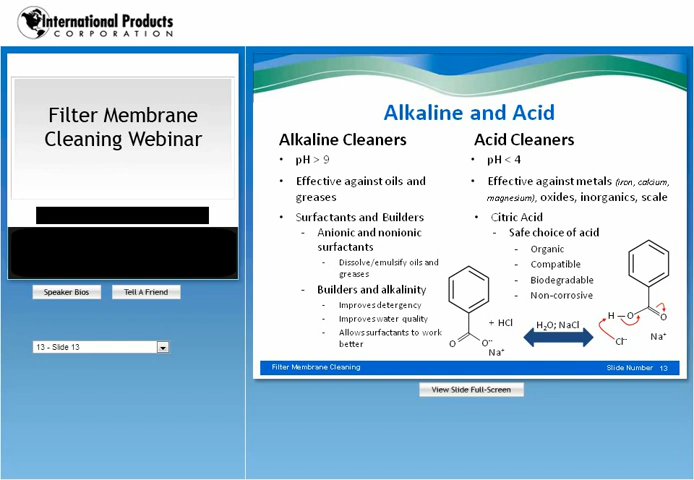 International Products
CORPORATION
Filter Membrane
Cleaning Webinar
Speaker Bios
Tell A Friend
13 - Slide 13
Alkaline and Acid
Alkaline Cleaners
• pH > 9
• Effective against oils and
greases
• Surfactants and Builders
- Anionic and nonionic
surfactants
- Dissolve/emulsify oils and
greases
- Builders and alkalinity
- Improves detergency
- Improves water quality
- Allows surfactants to work
better
Acid Cleaners
• pH < 4
• Effective against metals (iron, calcium,
magnesium), oxides, inorganics, scale
• Citric Acid
- Safe choice of acid
- Organic
- Compatible
- Biodegradable
- Non-corrosive
+ HCl
O
O⁻
Na⁺
H₂O; NaCl
H
O
O
Cl⁻
Na⁺
Filter Membrane Cleaning
Slide Number 13
View Slide Full-Screen